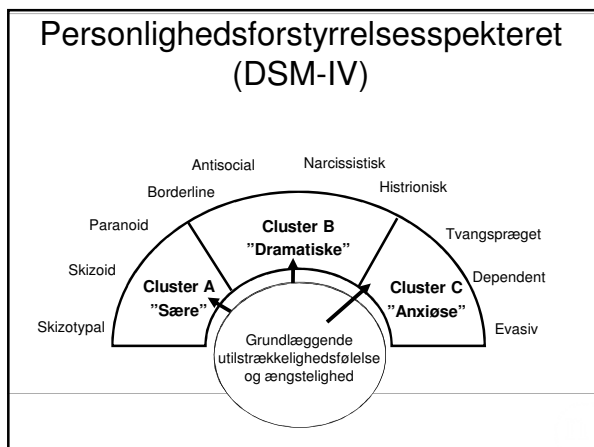 Personlighedsforstyrrelsesspekteret
(DSM-IV)
Antisocial
Narcissistisk
Borderline
Histrionisk
Paranoid
Cluster B
"Dramatiske"
Tvangspræget
Skizoid
Cluster A
"Sære"
Cluster C
"Anxiøse"
Dependent
Skizotypal
Evasiv
Grundlæggende
utilstrækkelighedsfølelse
og ængstelighed